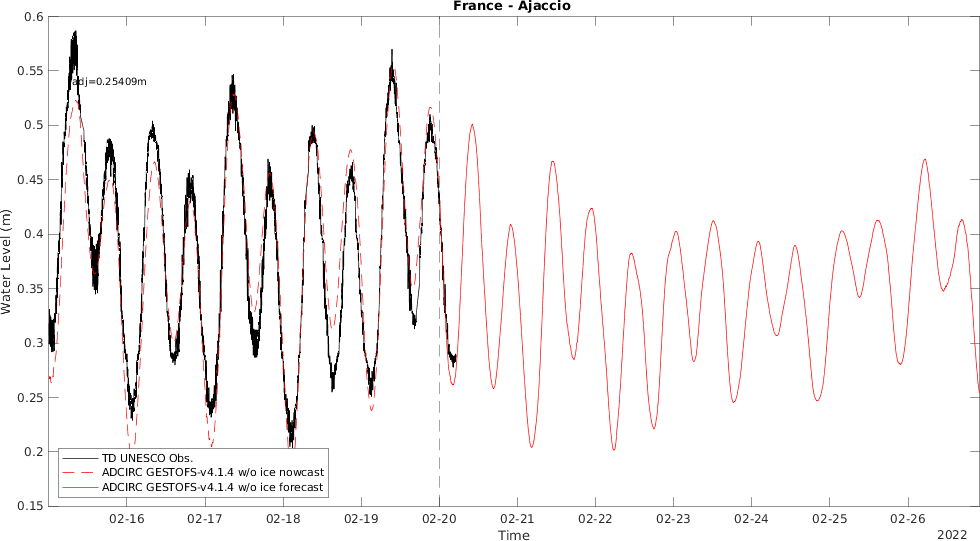 France - Ajaccio
0.6
0.55
0.5
0.45
0.4
0.35
0.3
0.25
0.2
0.15
Water Level (m)
adj=0.25409m
TD UNESCO Obs.
ADCIRC GESTOFS-v4.1.4 w/o ice nowcast
ADCIRC GESTOFS-v4.1.4 w/o ice forecast
02-16 02-17 02-18 02-19 02-20 02-21 02-22 02-23 02-24 02-25 02-26
Time
2022